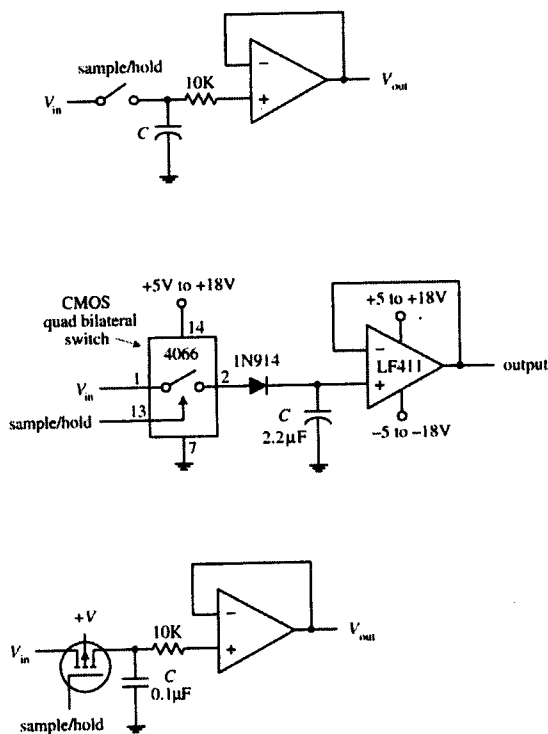 sample/hold
10K
V_in
C
−
+
V_out
+5V to +18V
CMOS
quad bilateral
switch
14
4066
1N914
+5 to +18V
−
LF411
output
V_in
1
2
+
13
sample/hold
C
2.2μF
−5 to −18V
7
+V
10K
−
V_in
+
V_out
C
0.1μF
sample/hold